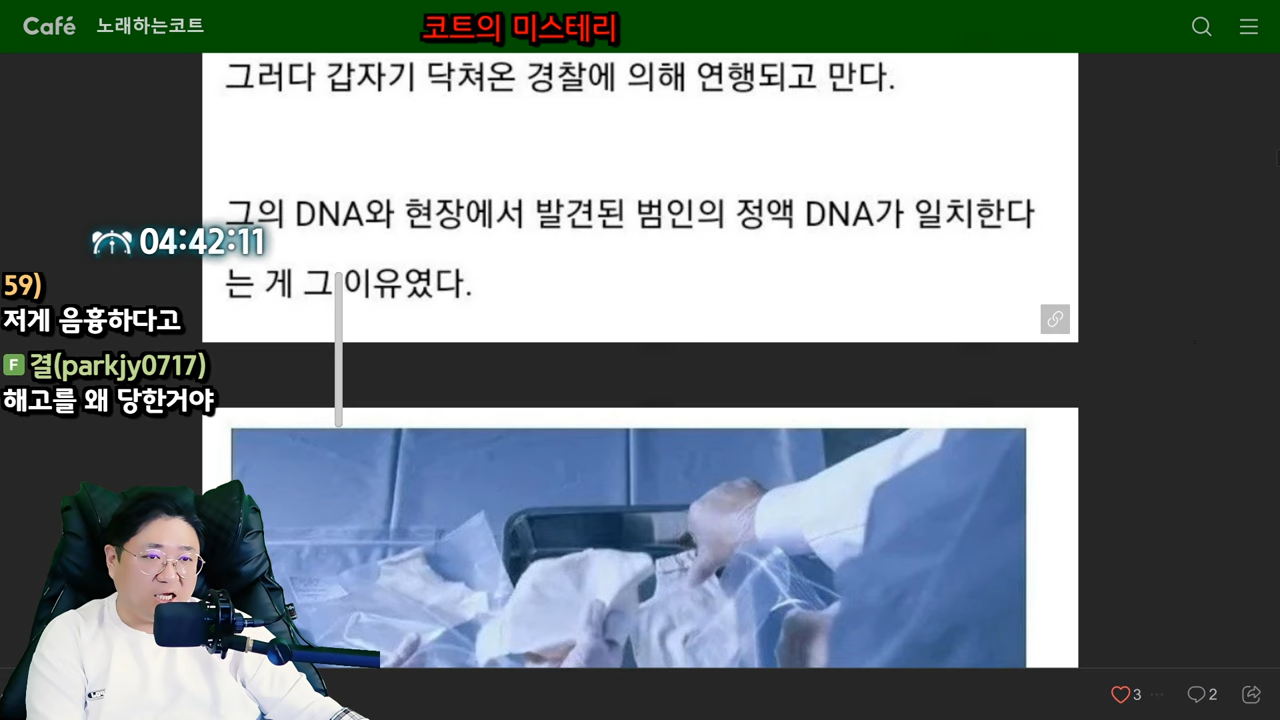 Café 노래하는코트
코트의 미스테리
그러다 갑자기 닥쳐온 경찰에 의해 연행되고 만다.
그의 DNA와 현장에서 발견된 범인의 정액 DNA가 일치한다
는 게 그 이유였다.
04:42:11
59)
저게 음흉하다고
F 결(parkjy0717)
해고를 왜 당한거야
3
2